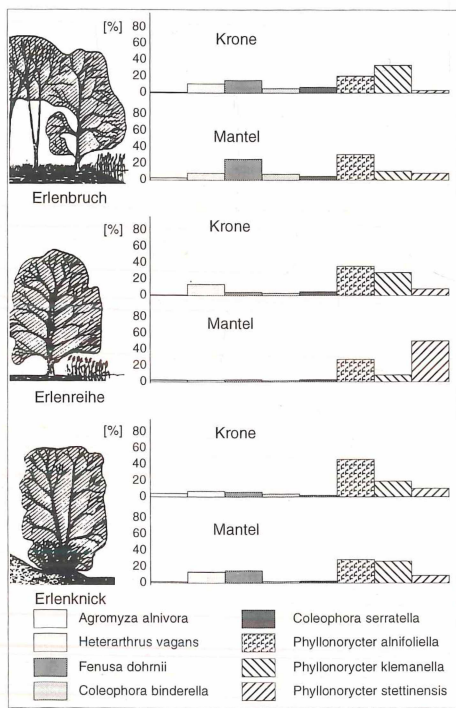 [%]
80
60
40
20
0
Krone
80
60
40
20
0
Mantel
Erlenbruch
[%]
80
60
40
20
0
Krone
80
60
40
20
0
Mantel
Erlenreihe
[%]
80
60
40
20
0
Krone
80
60
40
20
0
Mantel
Erlenknick
Agromyza alnivora
Heterarthrus vagans
Fenusa dohrnii
Coleophora binderella
Coleophora serratella
Phyllonorycter alnifoliella
Phyllonorycter klemanella
Phyllonorycter stettinensis